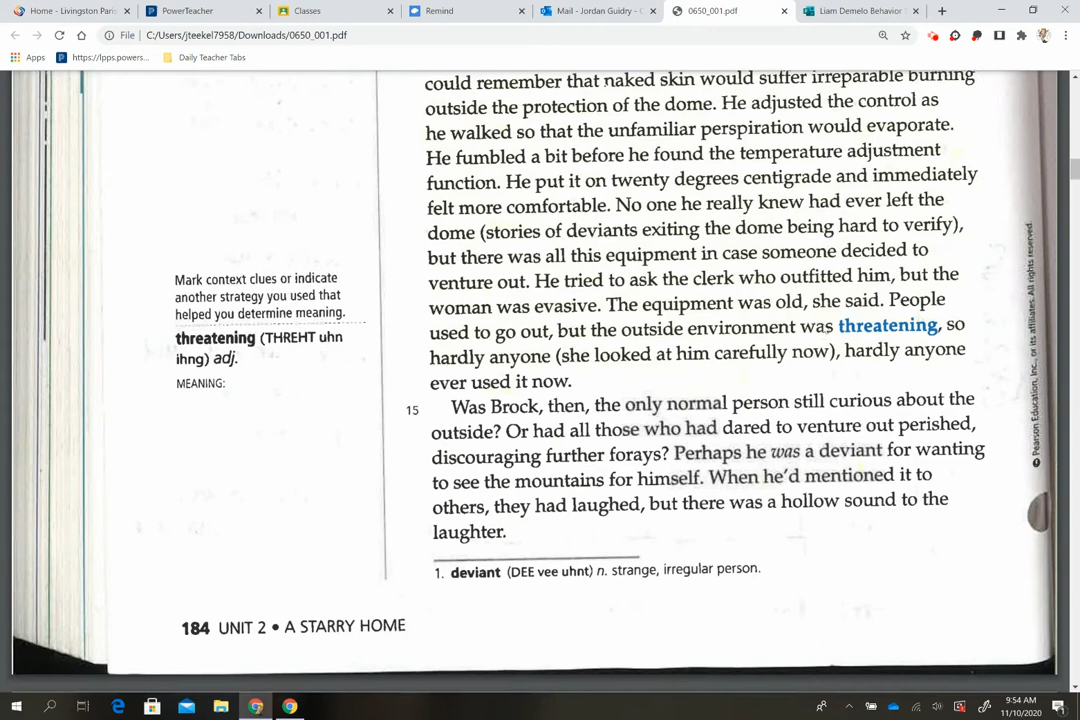 Home - Livingston Paris
PowerTeacher
Classes
Remind
Mail - Jordan Guidry -
0650_001.pdf
Liam Demelo Behavior
File
C:/Users/jteekel7958/Downloads/0650_001.pdf
Apps
https://lpps.powers...
Daily Teacher Tabs
could remember that naked skin would suffer irreparable burning
outside the protection of the dome. He adjusted the control as
he walked so that the unfamiliar perspiration would evaporate.
He fumbled a bit before he found the temperature adjustment
function. He put it on twenty degrees centigrade and immediately
felt more comfortable. No one he really knew had ever left the
dome (stories of deviants exiting the dome being hard to verify),
but there was all this equipment in case someone decided to
venture out. He tried to ask the clerk who outfitted him, but the
woman was evasive. The equipment was old, she said. People
used to go out, but the outside environment was threatening, so
hardly anyone (she looked at him carefully now), hardly anyone
ever used it now.
Mark context clues or indicate
another strategy you used that
helped you determine meaning.
threatening (THREHT uhn
ihng) adj.
MEANING:
15
Was Brock, then, the only normal person still curious about the
outside? Or had all those who had dared to venture out perished,
discouraging further forays? Perhaps he was a deviant for wanting
to see the mountains for himself. When he'd mentioned it to
others, they had laughed, but there was a hollow sound to the
laughter.
1. deviant (DEE vee uhnt) n. strange, irregular person.
184 UNIT 2 • A STARRY HOME
© Pearson Education, Inc., or its affiliates. All rights reserved.
9:54 AM
11/10/2020